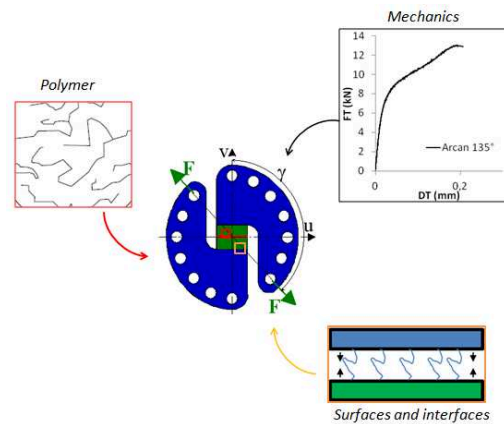 Mechanics
Polymer
14
12
10
8
6
4
2
0
FT (kN)
Arcan 135°
0
0,2
DT (mm)
v
γ
u
F
F
Surfaces and interfaces